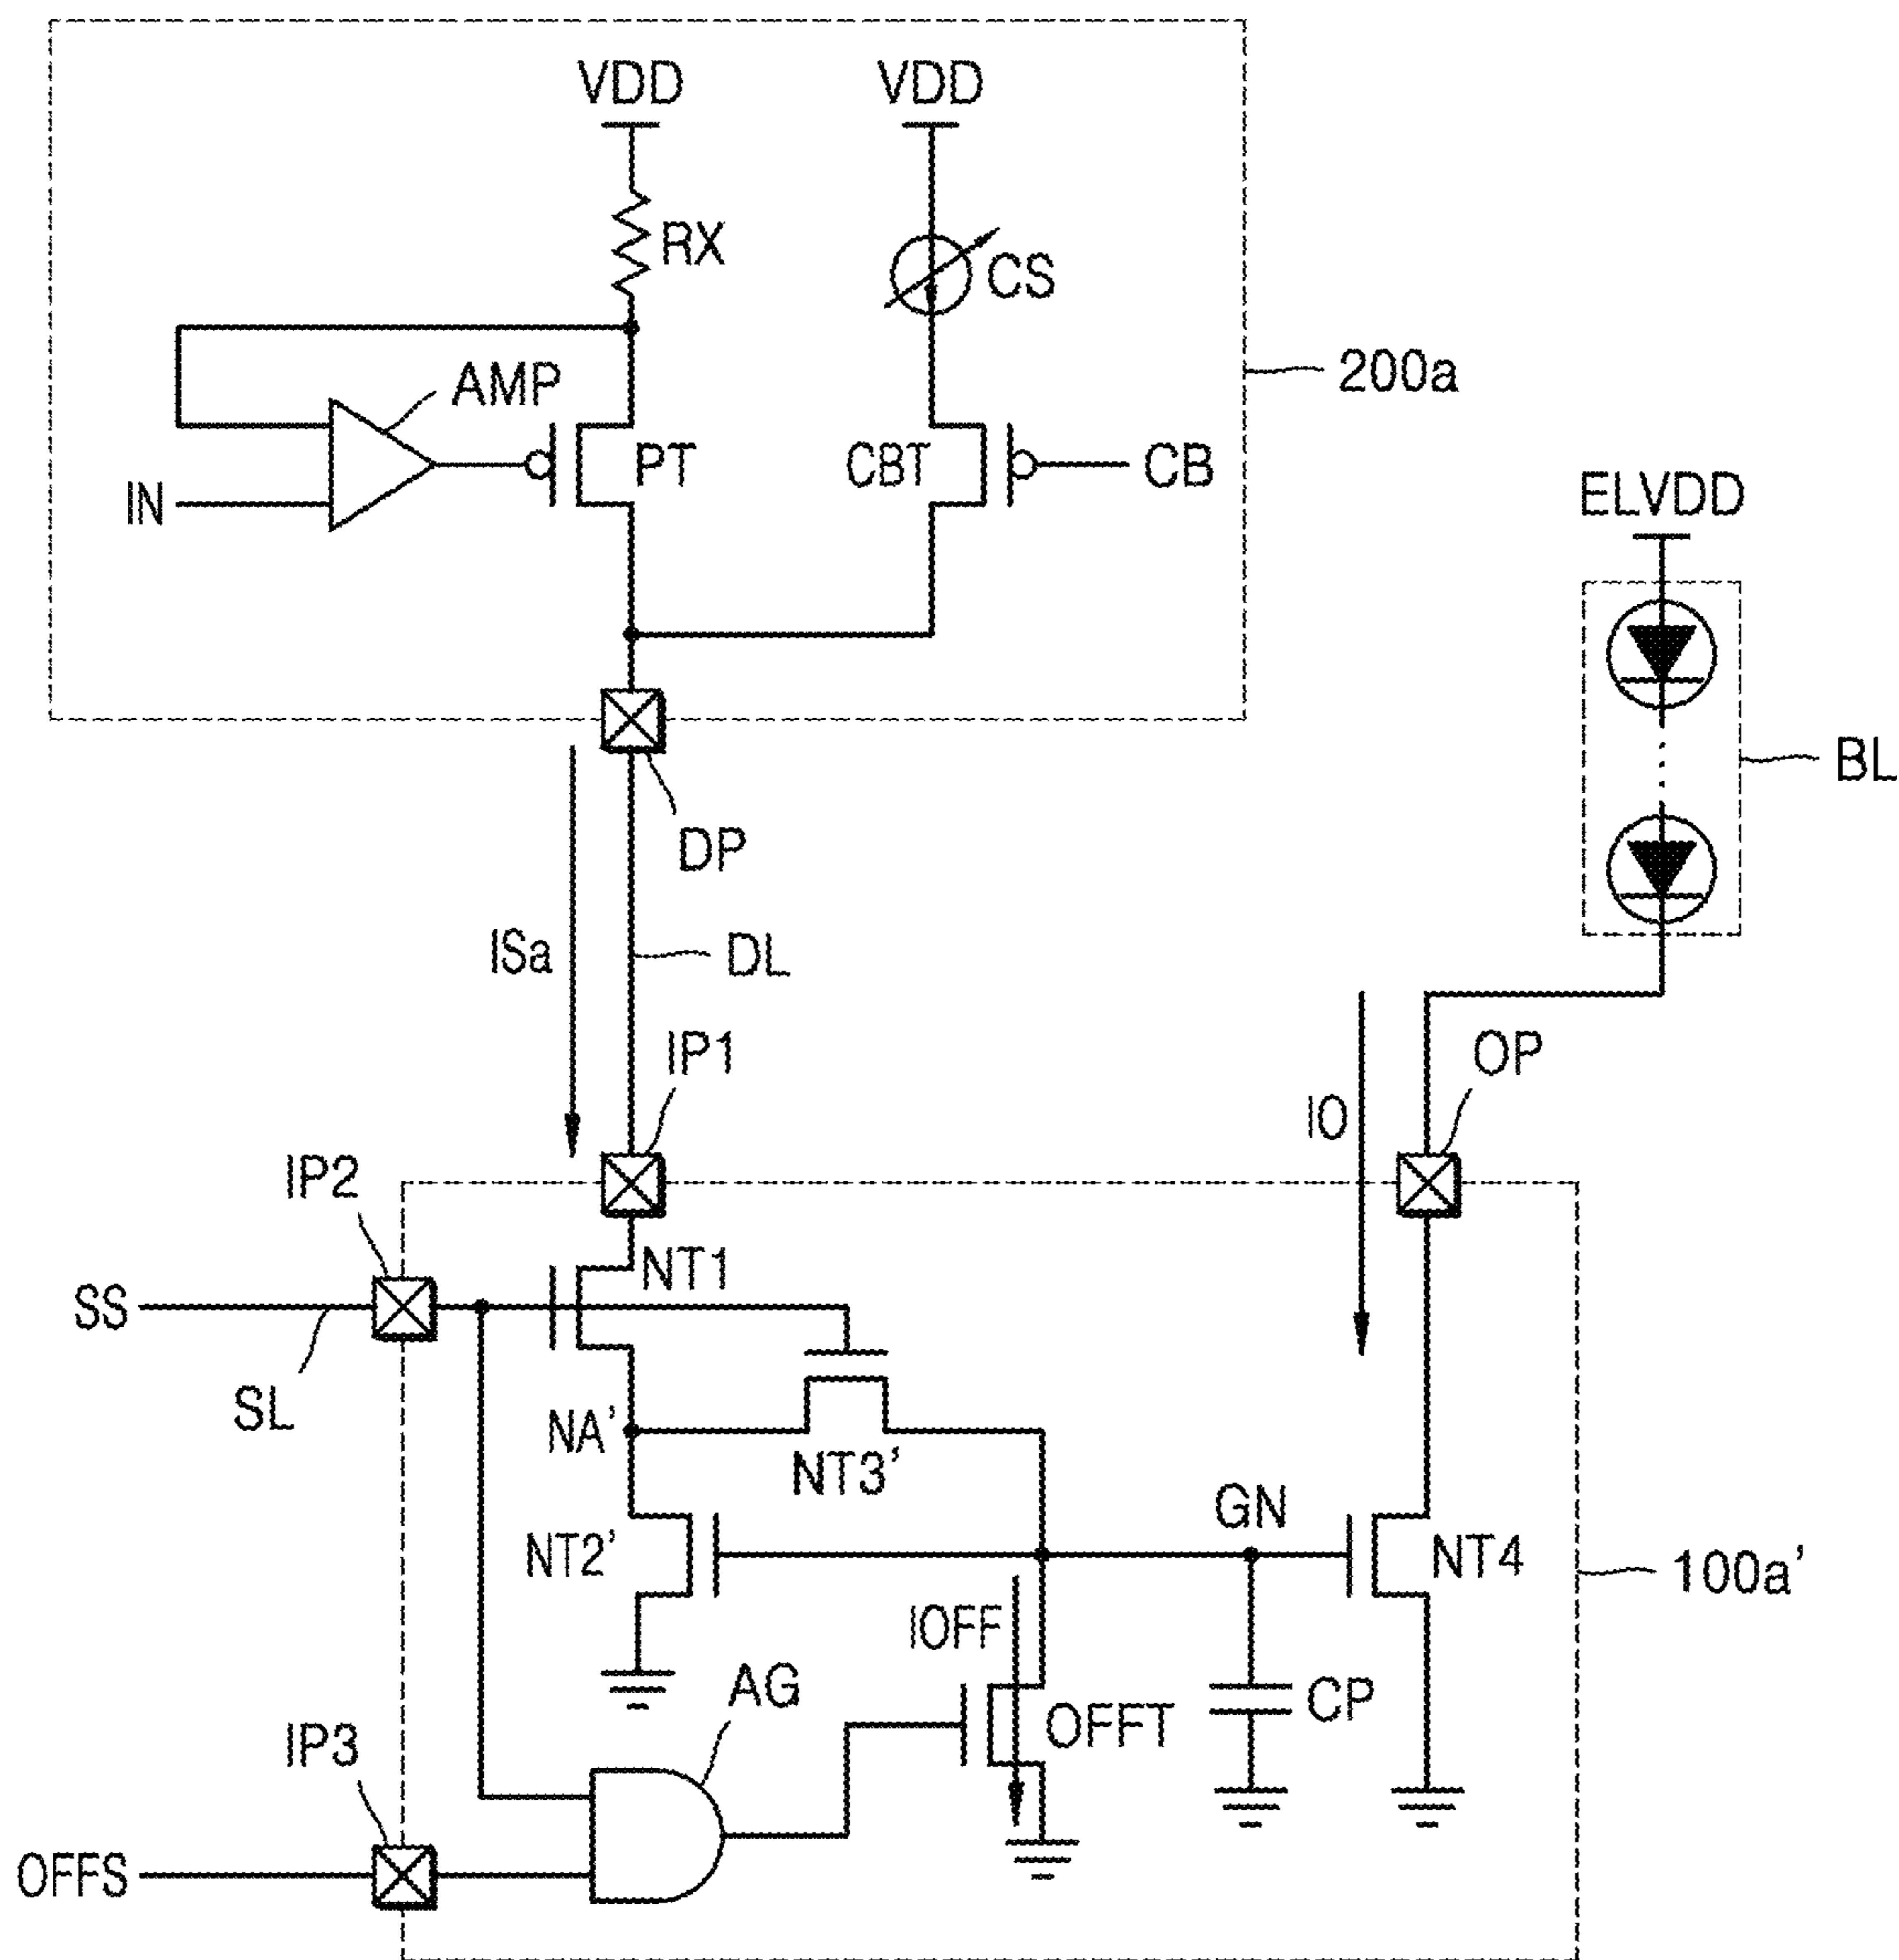 VDD VDD
RX
CS
AMP
200a
PT
CBT
CB
IN
ELVDD
BL
DP
ISa
DL
IP1
OP
IO
IP2
NT1
SS
SL
NA'
NT3'
GN
NT2'
NT4
100a'
IOFF
AG
CP
OFFT
IP3
OFFS